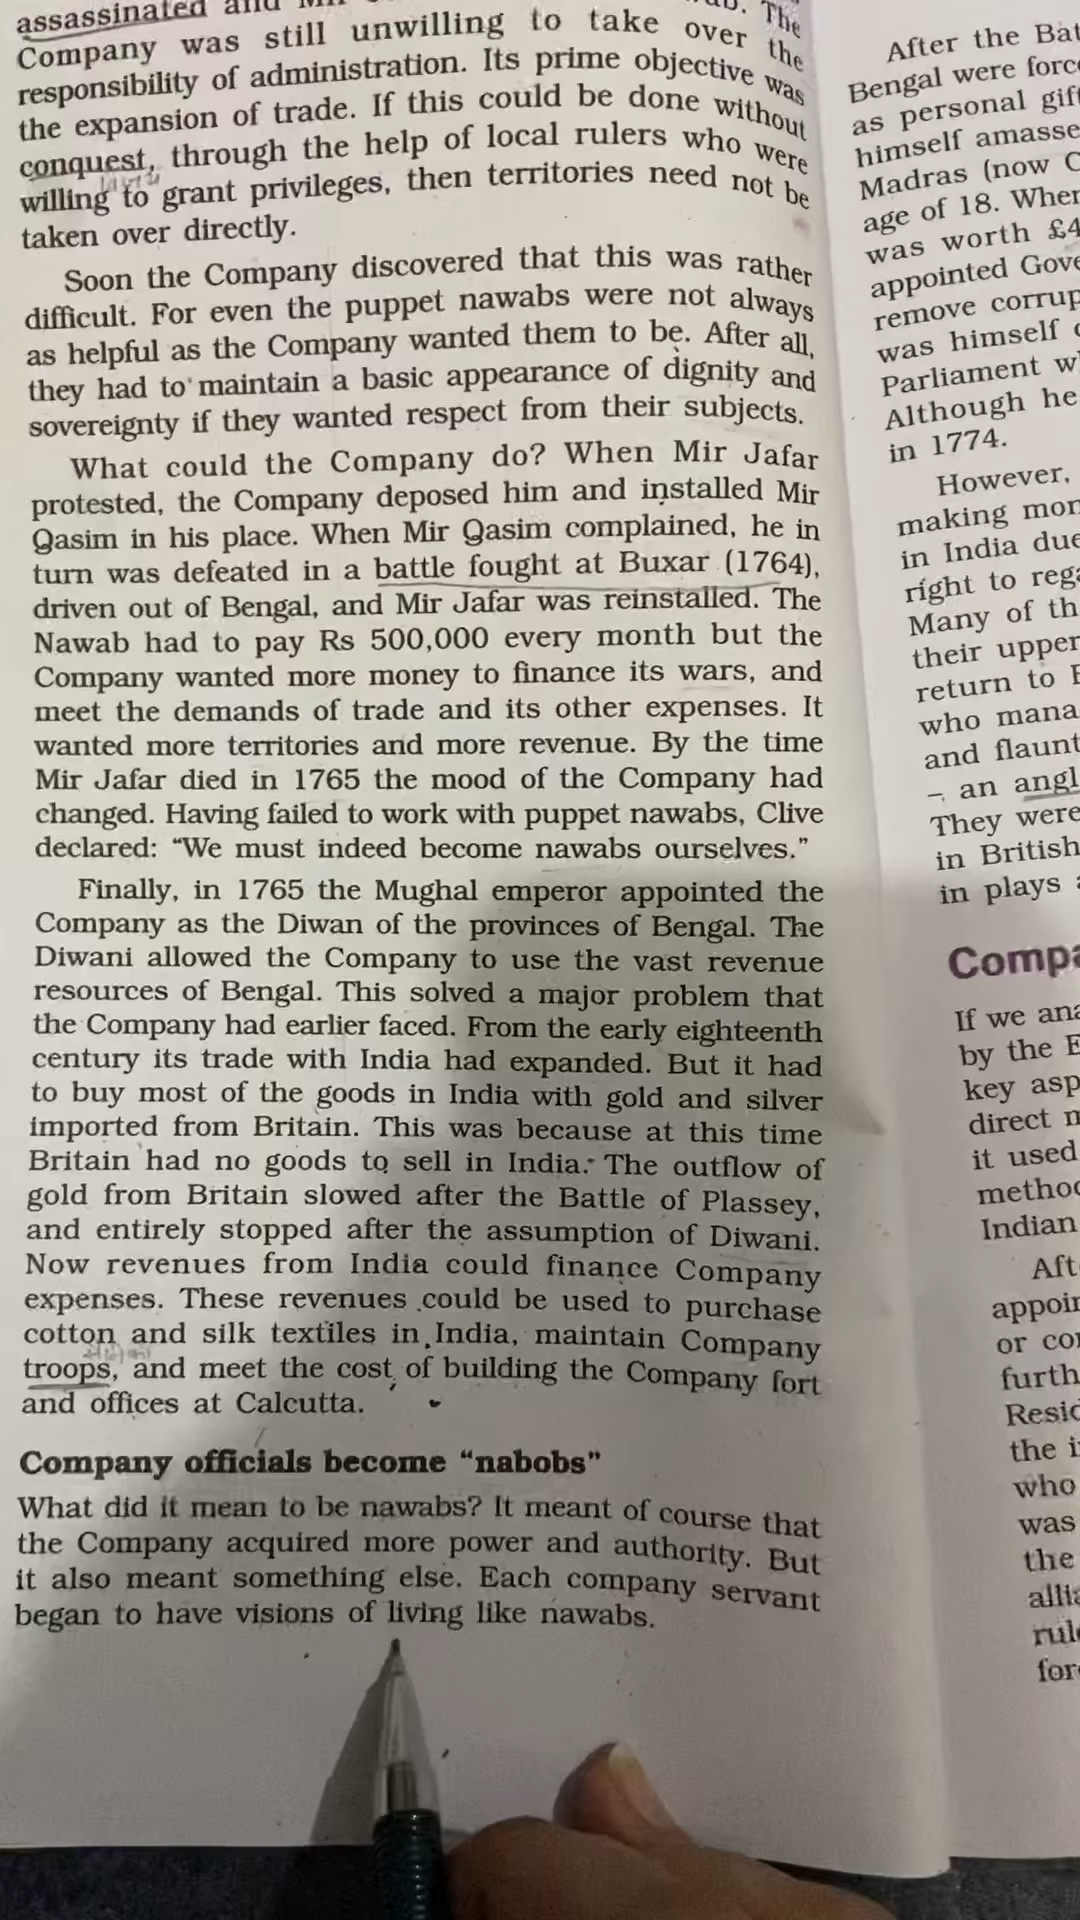 assassinated and
The
Company was still unwilling to take over the
responsibility of administration. Its prime objective was
the expansion of trade. If this could be done without
conquest, through the help of local rulers who were
willing to grant privileges, then territories need not be
taken over directly.
Soon the Company discovered that this was rather
difficult. For even the puppet nawabs were not always
as helpful as the Company wanted them to be. After all,
they had to maintain a basic appearance of dignity and
sovereignty if they wanted respect from their subjects.
What could the Company do? When Mir Jafar
protested, the Company deposed him and installed Mir
Qasim in his place. When Mir Qasim complained, he in
turn was defeated in a battle fought at Buxar (1764),
driven out of Bengal, and Mir Jafar was reinstalled. The
Nawab had to pay Rs 500,000 every month but the
Company wanted more money to finance its wars, and
meet the demands of trade and its other expenses. It
wanted more territories and more revenue. By the time
Mir Jafar died in 1765 the mood of the Company had
changed. Having failed to work with puppet nawabs, Clive
declared: “We must indeed become nawabs ourselves.”
Finally, in 1765 the Mughal emperor appointed the
Company as the Diwan of the provinces of Bengal. The
Diwani allowed the Company to use the vast revenue
resources of Bengal. This solved a major problem that
the Company had earlier faced. From the early eighteenth
century its trade with India had expanded. But it had
to buy most of the goods in India with gold and silver
imported from Britain. This was because at this time
Britain had no goods to sell in India. The outflow of
gold from Britain slowed after the Battle of Plassey,
and entirely stopped after the assumption of Diwani.
Now revenues from India could finance Company
expenses. These revenues could be used to purchase
cotton and silk textiles in India, maintain Company
troops, and meet the cost of building the Company fort
and offices at Calcutta.
Company officials become “nabobs”
What did it mean to be nawabs? It meant of course that
the Company acquired more power and authority. But
it also meant something else. Each company servant
began to have visions of living like nawabs.
After the Bat
Bengal were forc
as personal gif
himself amasse
Madras (now C
age of 18. When
was worth £4
appointed Gov
remove corrup
was himself
Parliament w
Although he
in 1774.
However,
making mon
in India due
right to reg
Many of th
their upper
return to
who mana
and flaunt
– an angl
They were
in British
in plays
Compa
If we ana
by the E
key asp
direct
it used
method
Indian
Aft
appoin
or co
furth
Resid
the i
who
was
the
allia
rul
for